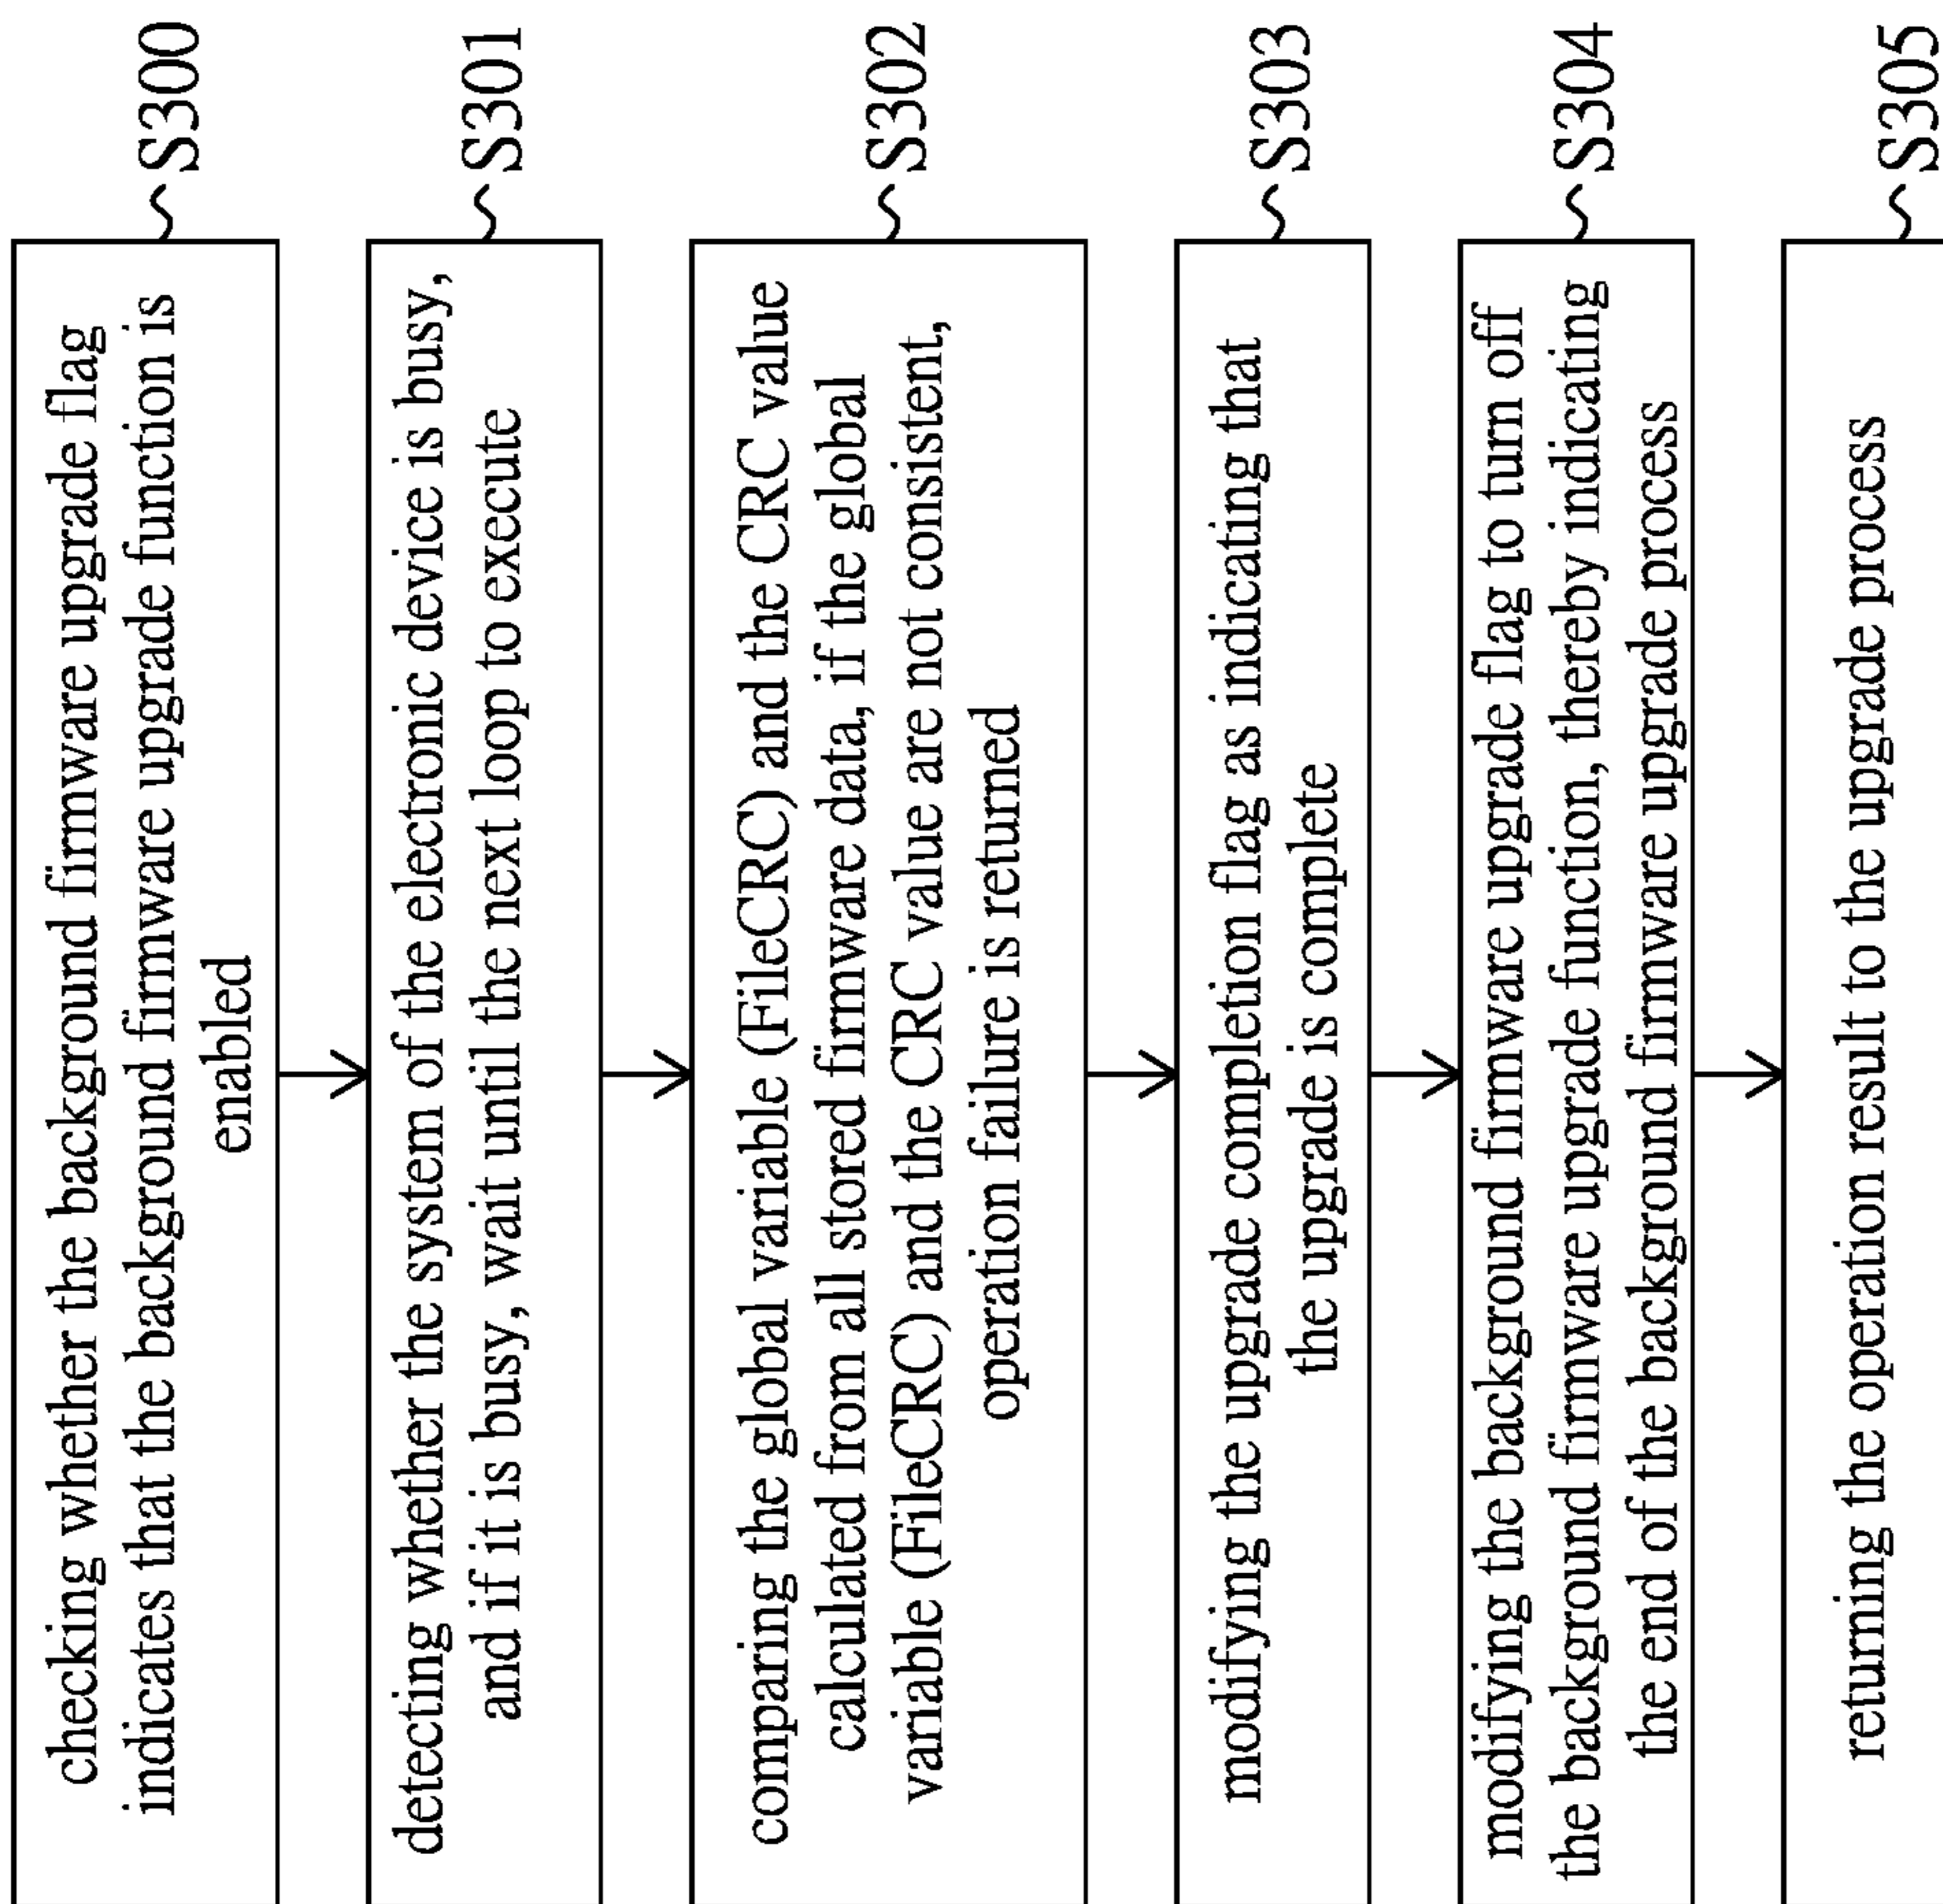 checking whether the background firmware upgrade flag
indicates that the background firmware upgrade function is
enabled
S300
detecting whether the system of the electronic device is busy,
and if it is busy, wait until the next loop to execute
S301
comparing the global variable (FileCRC) and the CRC value
calculated from all stored firmware data, if the global
variable (FileCRC) and the CRC value are not consistent,
operation failure is returned
S302
modifying the upgrade completion flag as indicating that
the upgrade is complete
S303
modifying the background firmware upgrade flag to turn off
the background firmware upgrade function, thereby indicating
the end of the background firmware upgrade process
S304
returning the operation result to the upgrade process
S305